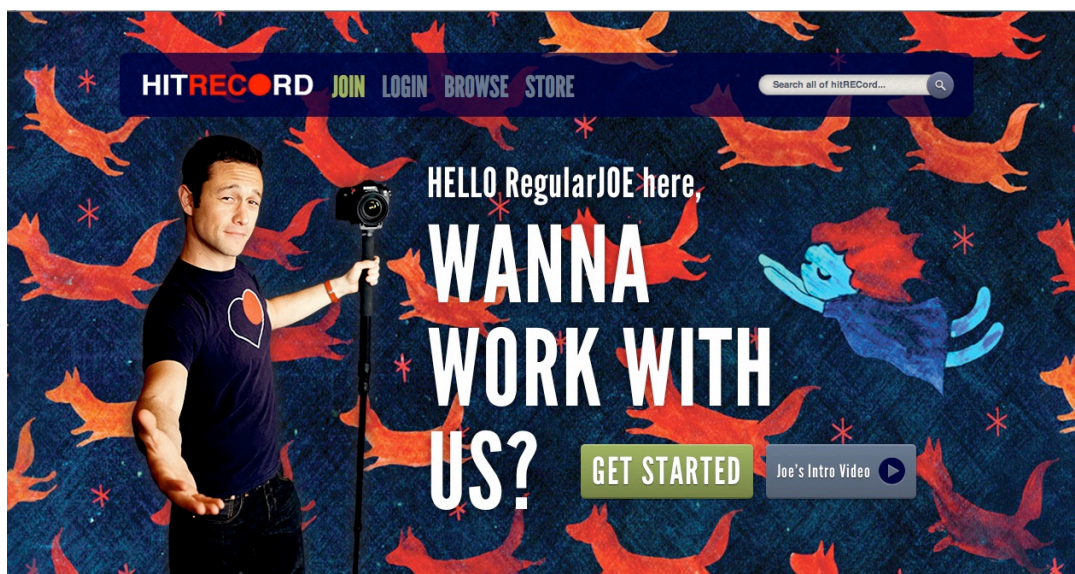 HITRECORD JOIN LOGIN BROWSE STORE Search all of hitRECord...
HELLO RegularJOE here,
WANNA
WORK WITH
US?
GET STARTED Joe's Intro Video